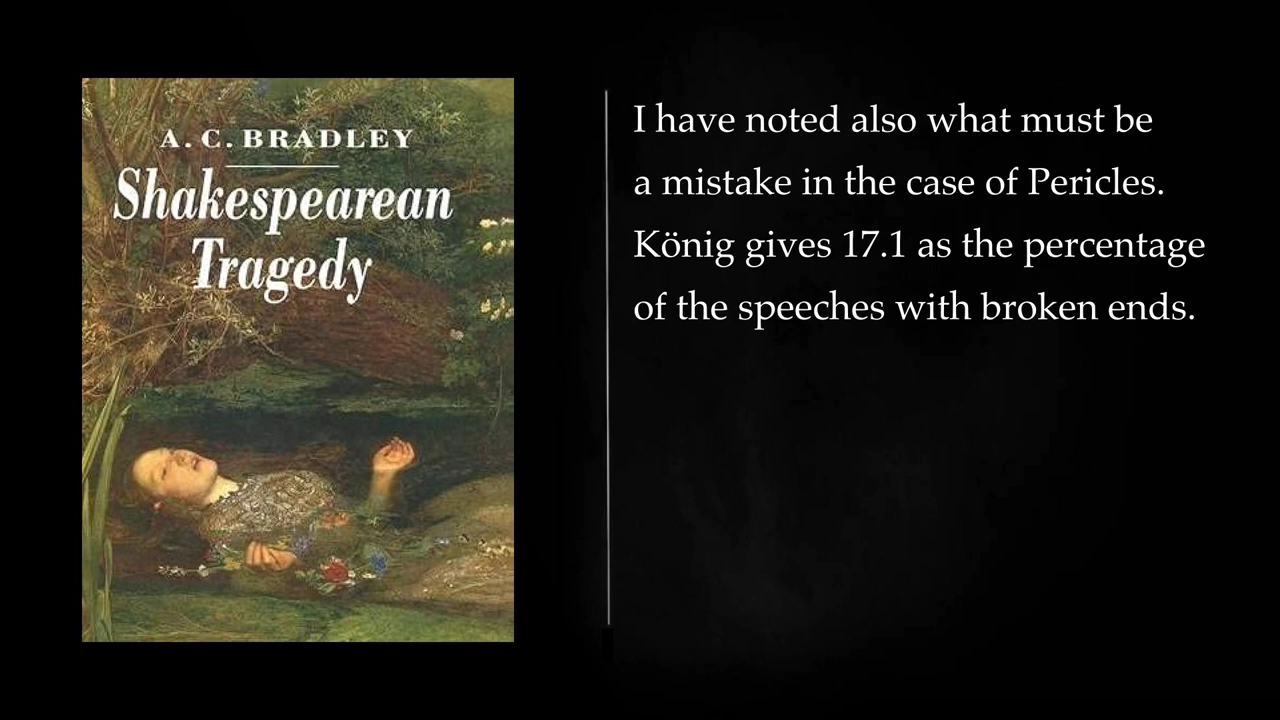 A. C. BRADLEY
Shakespearean
Tragedy
I have noted also what must be
a mistake in the case of Pericles.
König gives 17.1 as the percentage
of the speeches with broken ends.